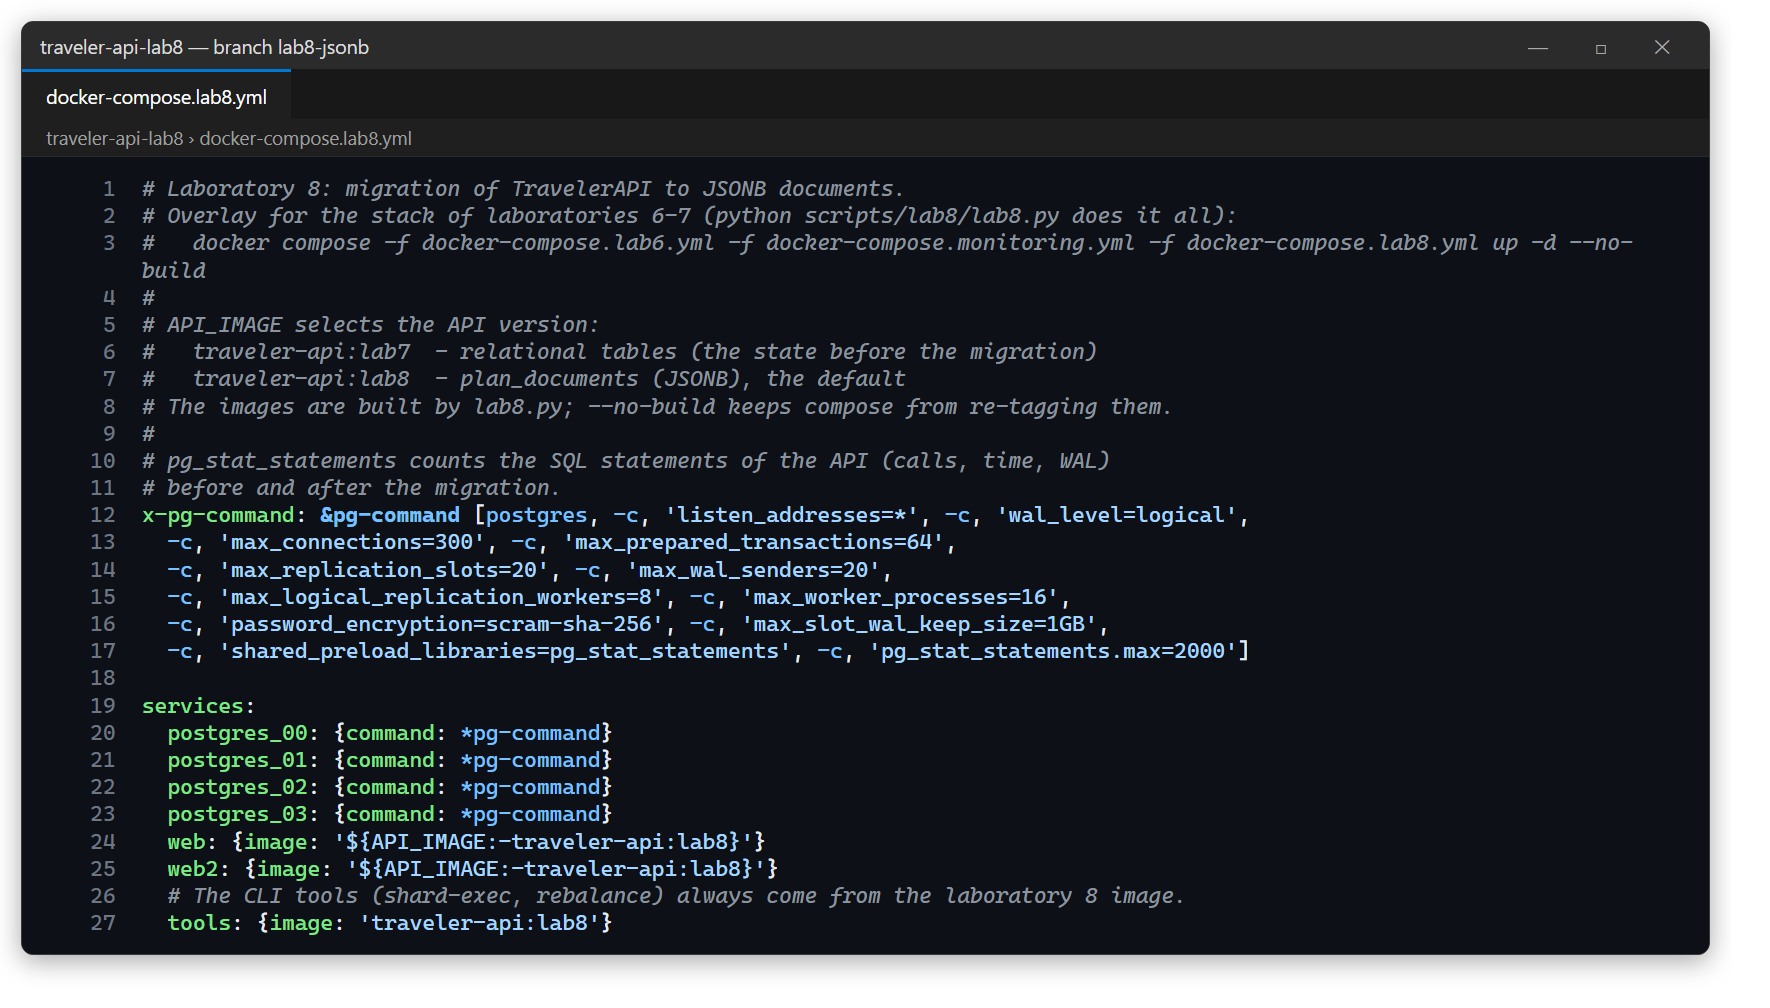 traveler-api-lab8 — branch lab8-jsonb
docker-compose.lab8.yml
traveler-api-lab8 › docker-compose.lab8.yml
1 # Laboratory 8: migration of TravelerAPI to JSONB documents.
2 # Overlay for the stack of laboratories 6-7 (python scripts/lab8/lab8.py does it all):
3 #   docker compose -f docker-compose.lab6.yml -f docker-compose.monitoring.yml -f docker-compose.lab8.yml up -d --no-
build
4 #
5 # API_IMAGE selects the API version:
6 #   traveler-api:lab7  - relational tables (the state before the migration)
7 #   traveler-api:lab8  - plan_documents (JSONB), the default
8 # The images are built by lab8.py; --no-build keeps compose from re-tagging them.
9 #
10 # pg_stat_statements counts the SQL statements of the API (calls, time, WAL)
11 # before and after the migration.
12 x-pg-command: &pg-command [postgres, -c, 'listen_addresses=*', -c, 'wal_level=logical',
13   -c, 'max_connections=300', -c, 'max_prepared_transactions=64',
14   -c, 'max_replication_slots=20', -c, 'max_wal_senders=20',
15   -c, 'max_logical_replication_workers=8', -c, 'max_worker_processes=16',
16   -c, 'password_encryption=scram-sha-256', -c, 'max_slot_wal_keep_size=1GB',
17   -c, 'shared_preload_libraries=pg_stat_statements', -c, 'pg_stat_statements.max=2000']
18
19 services:
20   postgres_00: {command: *pg-command}
21   postgres_01: {command: *pg-command}
22   postgres_02: {command: *pg-command}
23   postgres_03: {command: *pg-command}
24   web: {image: '${API_IMAGE:-traveler-api:lab8}'}
25   web2: {image: '${API_IMAGE:-traveler-api:lab8}'}
26   # The CLI tools (shard-exec, rebalance) always come from the laboratory 8 image.
27   tools: {image: 'traveler-api:lab8'}